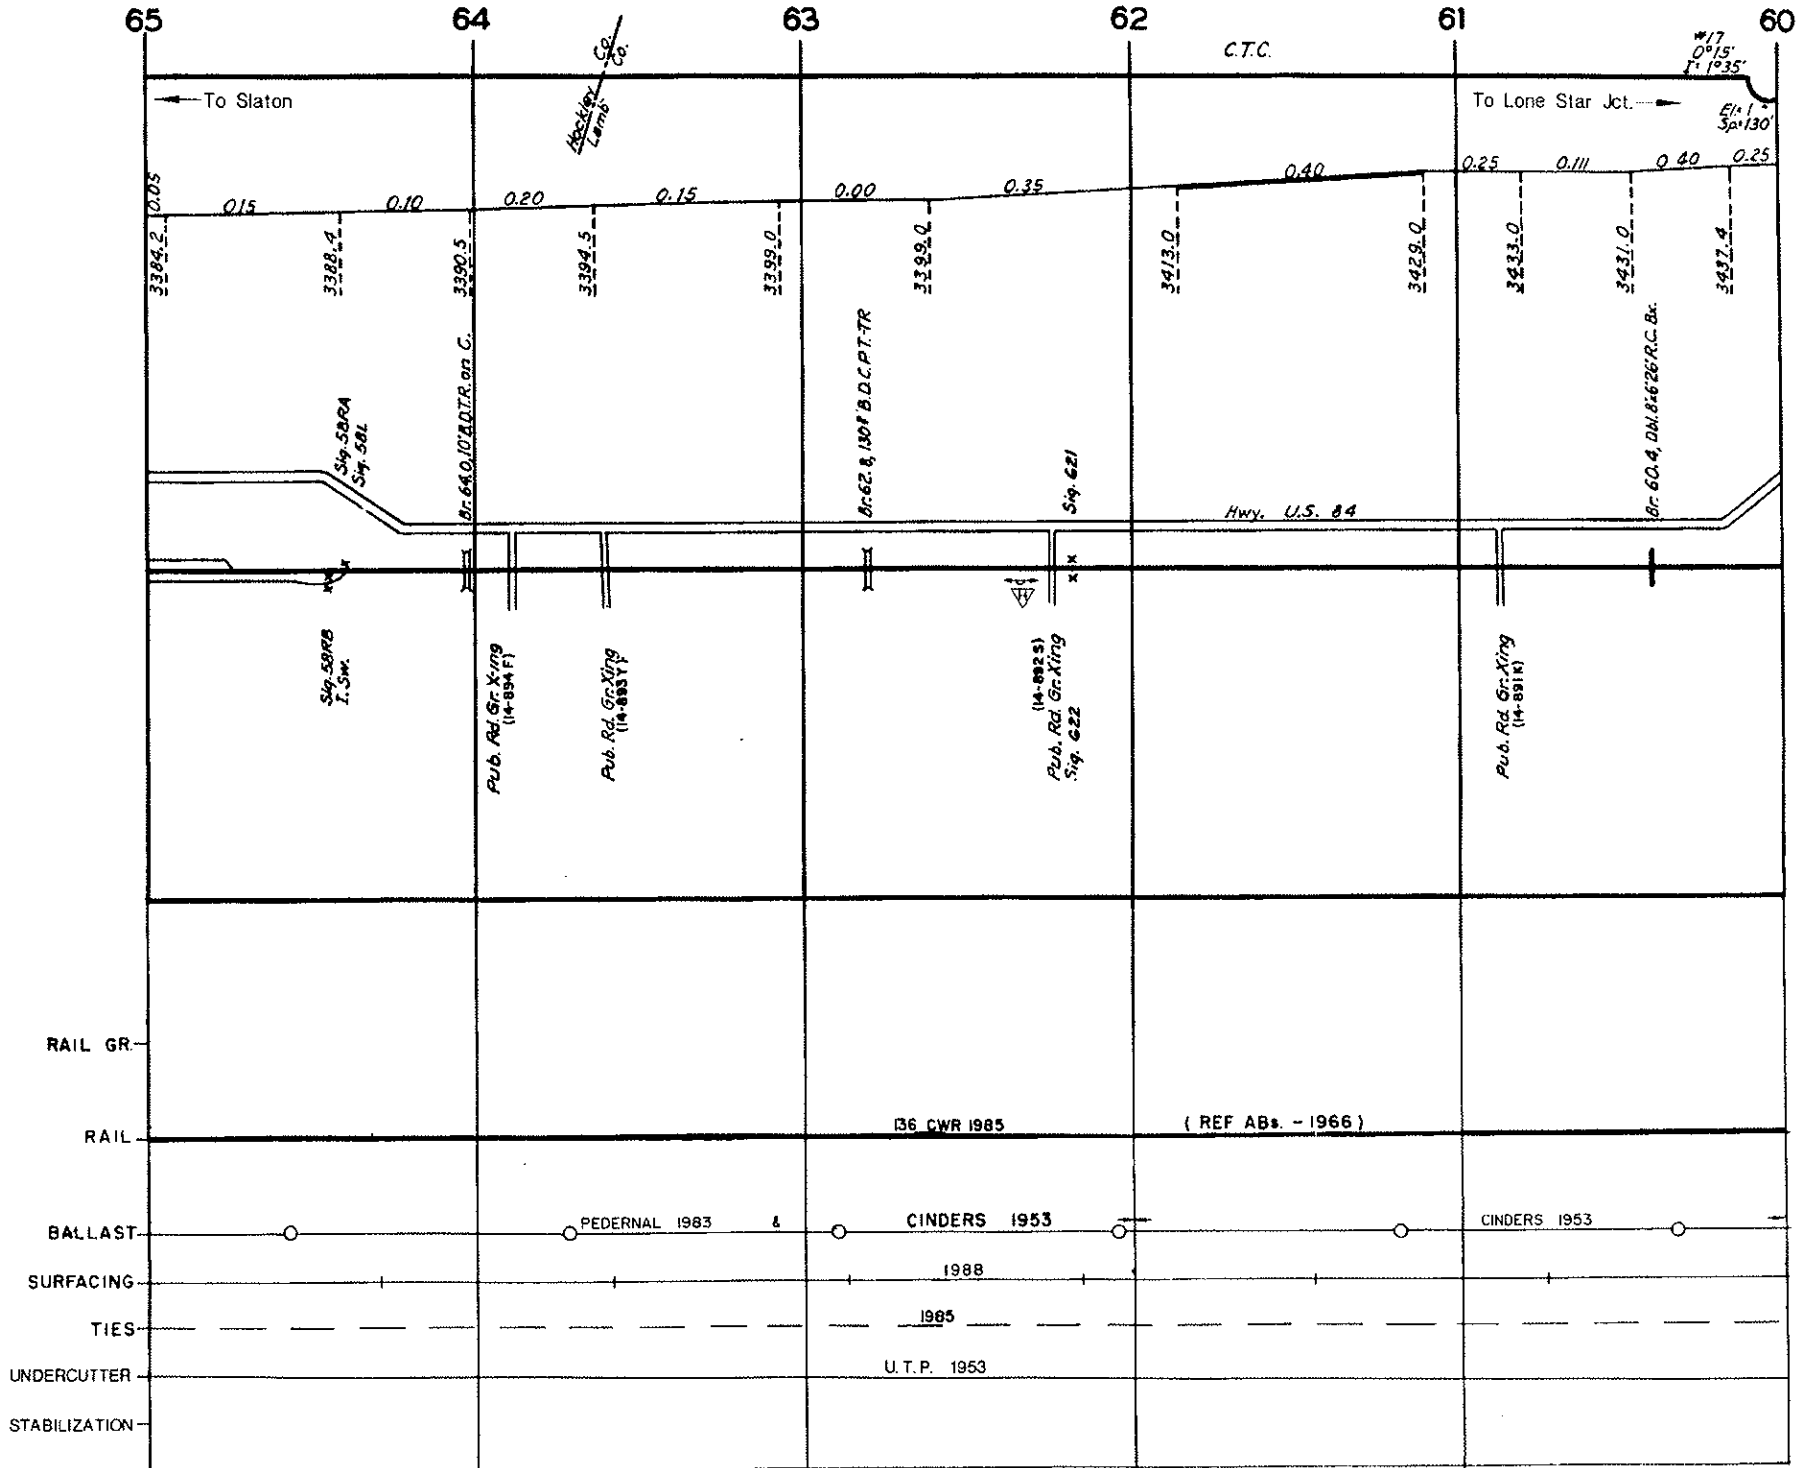 65 64 63 62 61 60
C.T.C.
#17
0°15'
I: 1°35'
To Slaton
Hockley Co.
Lamb Co.
To Lone Star Jct.
El: 1"
Sp: 130'
0.05 0.15 0.10 0.20 0.15 0.00 0.35 0.40 0.25 0.111 0.40 0.25
3384.2 3388.4 3390.5 3394.5 3399.0 3399.0 3413.0 3429.0 3433.0 3431.0 3437.4
Sig. 58RA
Sig. 58L
Br. 64.0, 10' B.D.T.R. on C.
Br. 62.8, 130' B.D.C.P.T.-TR
Sig. 621
Hwy. U.S. 84
Br. 60.4, Dbl. 8'x6'26' R.C. Bx.
Sig. 58RB
I. Sw.
Pub. Rd. Gr. X-ing
(14-894 F)
Pub. Rd. Gr. Xing
(14-893 Y)
(14-892 S)
Pub. Rd. Gr. Xing
Sig. 622
Pub. Rd. Gr. Xing
(14-891 K)
RAIL GR.
RAIL 136 CWR 1985 ( REF ABs. - 1966 )
BALLAST PEDERNAL 1983 & CINDERS 1953 CINDERS 1953
SURFACING 1988
TIES 1985
UNDERCUTTER U.T.P. 1953
STABILIZATION